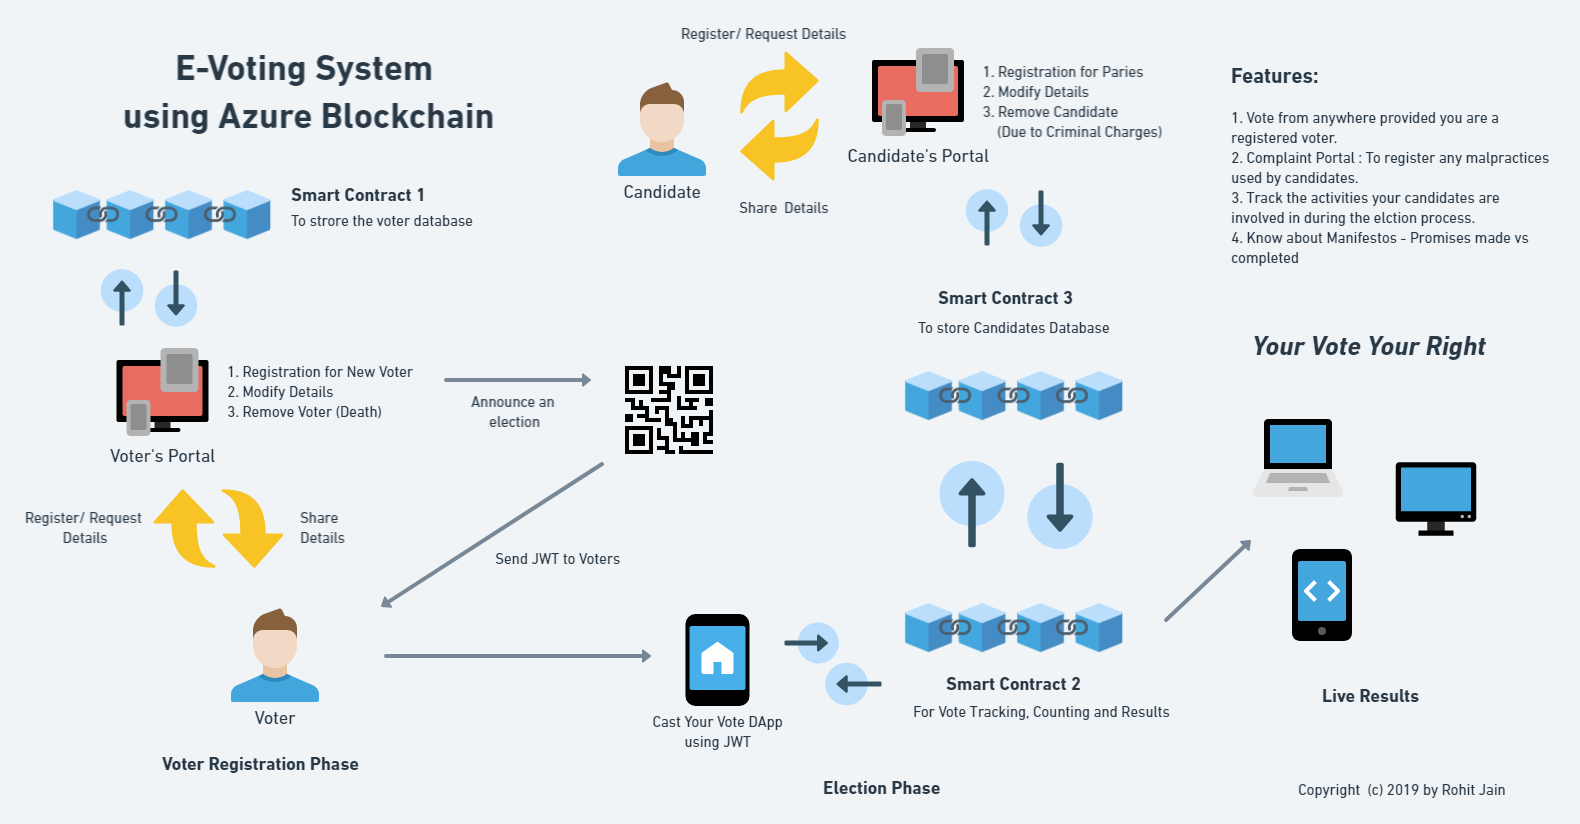 E-Voting System
using Azure Blockchain
Smart Contract 1
To strore the voter database
1. Registration for New Voter
2. Modify Details
3. Remove Voter (Death)
Voter's Portal
Announce an
election
Register/ Request
Details
Share
Details
Send JWT to Voters
Voter
Voter Registration Phase
Register/ Request Details
Candidate
Share Details
1. Registration for Paries
2. Modify Details
3. Remove Candidate
(Due to Criminal Charges)
Candidate's Portal
Smart Contract 3
To store Candidates Database
Cast Your Vote DApp
using JWT
Smart Contract 2
For Vote Tracking, Counting and Results
Election Phase
Features:
1. Vote from anywhere provided you are a
registered voter.
2. Complaint Portal : To register any malpractices
used by candidates.
3. Track the activities your candidates are
involved in during the elction process.
4. Know about Manifestos - Promises made vs
completed
Your Vote Your Right
Live Results
Copyright (c) 2019 by Rohit Jain